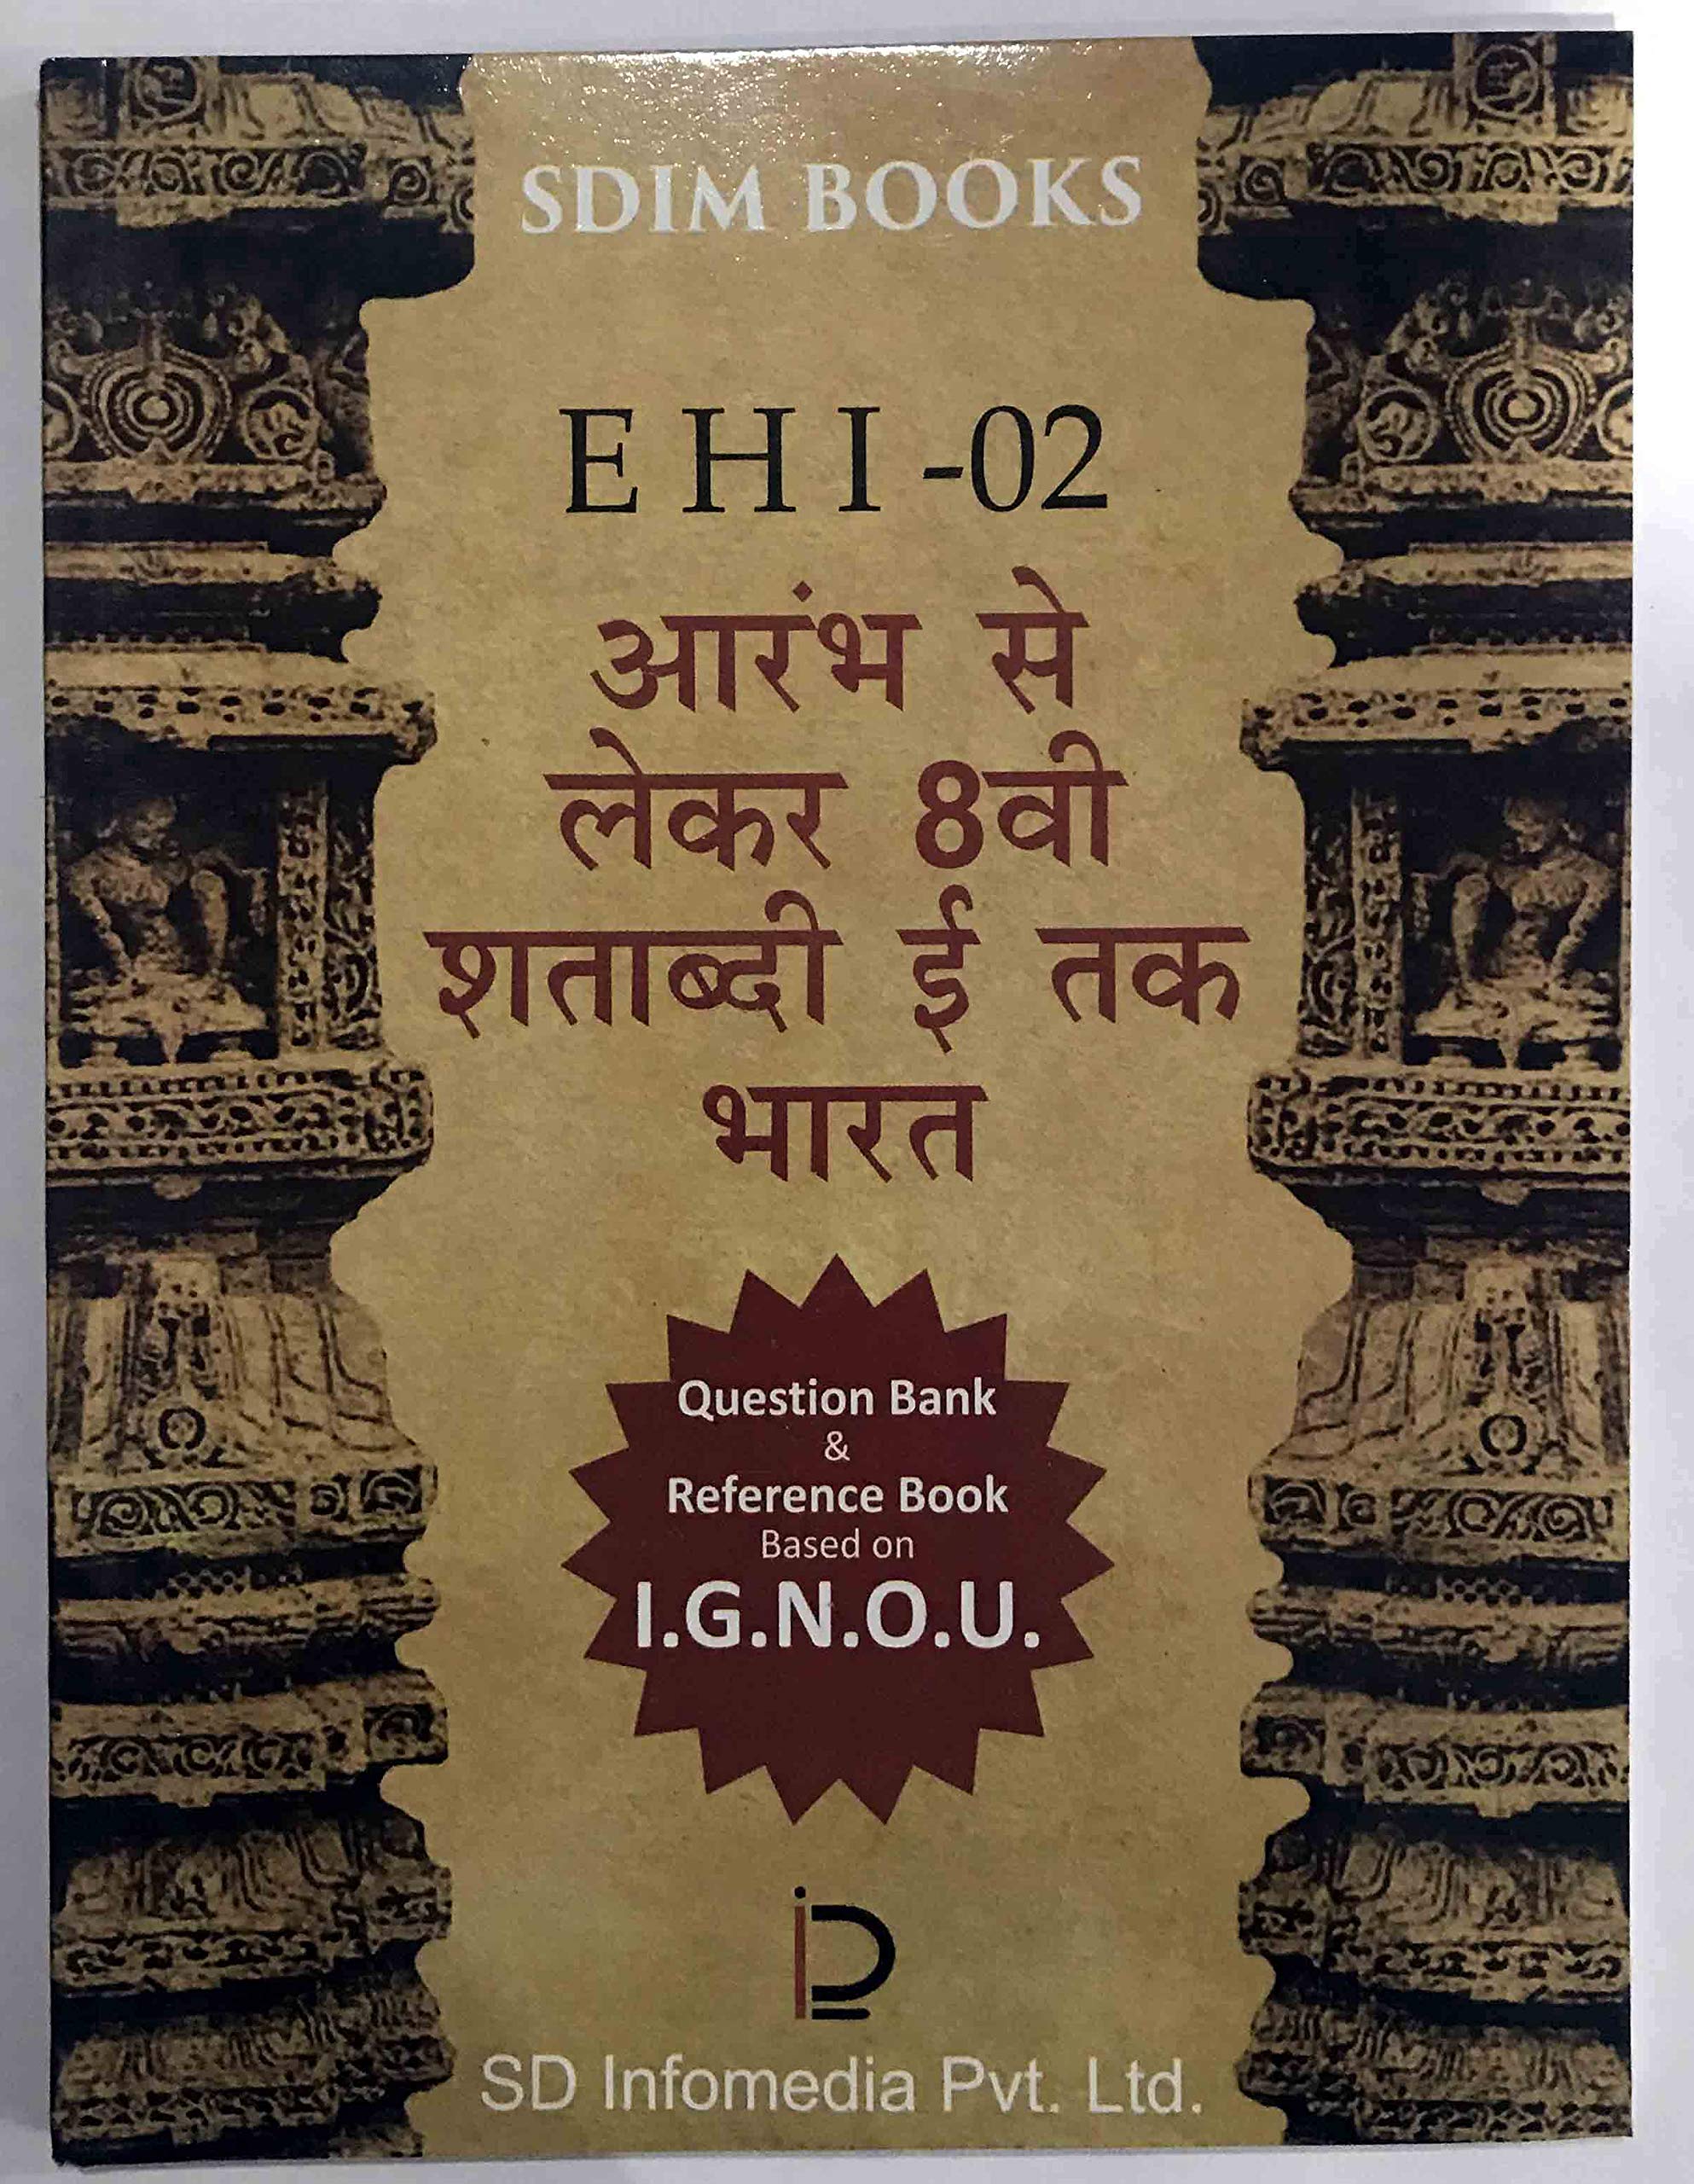 SDIM BOOKS
E H I -02
आरंभ से
लेकर 8वी
शताब्दी ई तक
भारत
Question Bank
&
Reference Book
Based on
I.G.N.O.U.
SD Infomedia Pvt. Ltd.